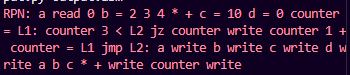 RPN: a read 0 b = 2 3 4 * + c = 10 d = 0 counter
= L1: counter 3 < L2 jz counter write counter 1 +
 counter = L1 jmp L2: a write b write c write d w
rite a b c * + write counter write